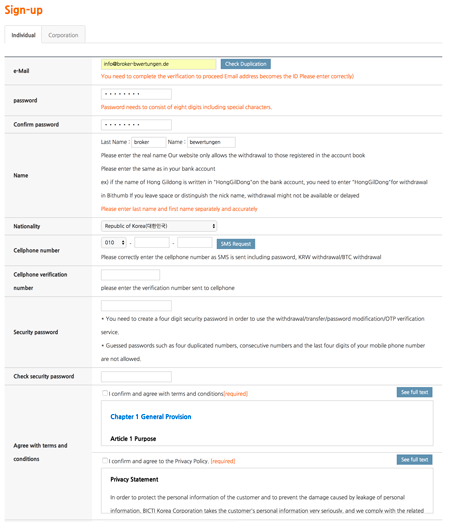 Sign-up
Individual
Corporation
e-Mail
info@broker-bwertungen.de
Check Duplication
You need to complete the verification to proceed Email address becomes the ID Please enter correctly)
password
Password needs to consist of eight digits including special characters.
Confirm password
Name
Last Name : broker Name : bewertungen
Please enter the real name Our website only allows the withdrawal to those registered in the account book
Please enter the same as in your bank account
ex) if the name of Hong Gildong is written in "HongGilDong"on the bank account, you need to enter "HongGilDong"for withdrawal
in Bithumb If you leave space or distinguish the nick name, withdrawal might not be available or delayed
Please enter last name and first name separately and accurately
Nationality
Republic of Korea(대한민국)
Cellphone number
010 - -
SMS Request
Please correctly enter the cellphone number as SMS is sent including password, KRW withdrawal/BTC withdrawal
Cellphone verification
number
please enter the verification number sent to cellphone
Security password
* You need to create a four digit security password in order to use the withdrawal/transfer/password modification/OTP verification
service.
* Guessed passwords such as four duplicated numbers, consecutive numbers and the last four digits of your mobile phone number
are not allowed.
Check security password
Agree with terms and
conditions
I confirm and agree with terms and conditions[required]
See full text
Chapter 1 General Provision
Article 1 Purpose
I confirm and agree to the Privacy Policy. [required]
See full text
Privacy Statement
In order to protect the personal information of the customer and to prevent the damage caused by leakage of personal
information, BICTI Korea Corporation takes the customer's personal information very seriously, and we comply with the related